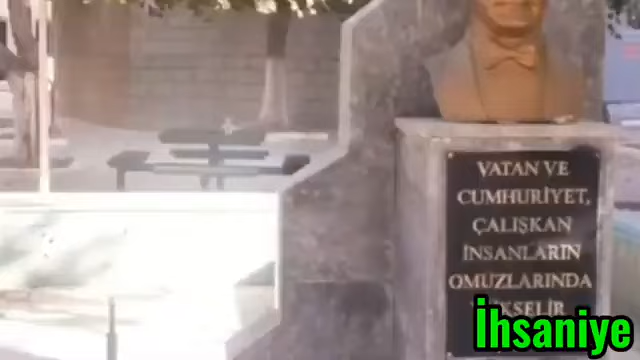 VATAN VE
CUMHURİYET,
ÇALIŞKAN
İNSANLARIN
OMUZLARINDA
İhsaniye